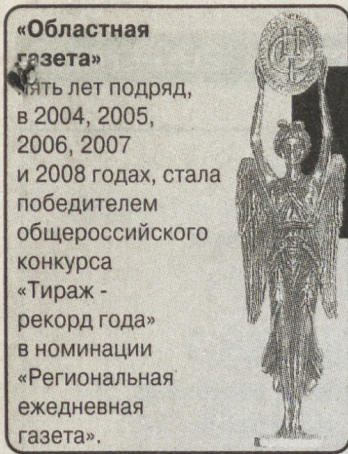 «Областная
газета»
пять лет подряд,
в 2004, 2005,
2006, 2007
и 2008 годах, стала
победителем
общероссийского
конкурса
«Тираж -
рекорд года»
в номинации
«Региональная
ежедневная
газета».